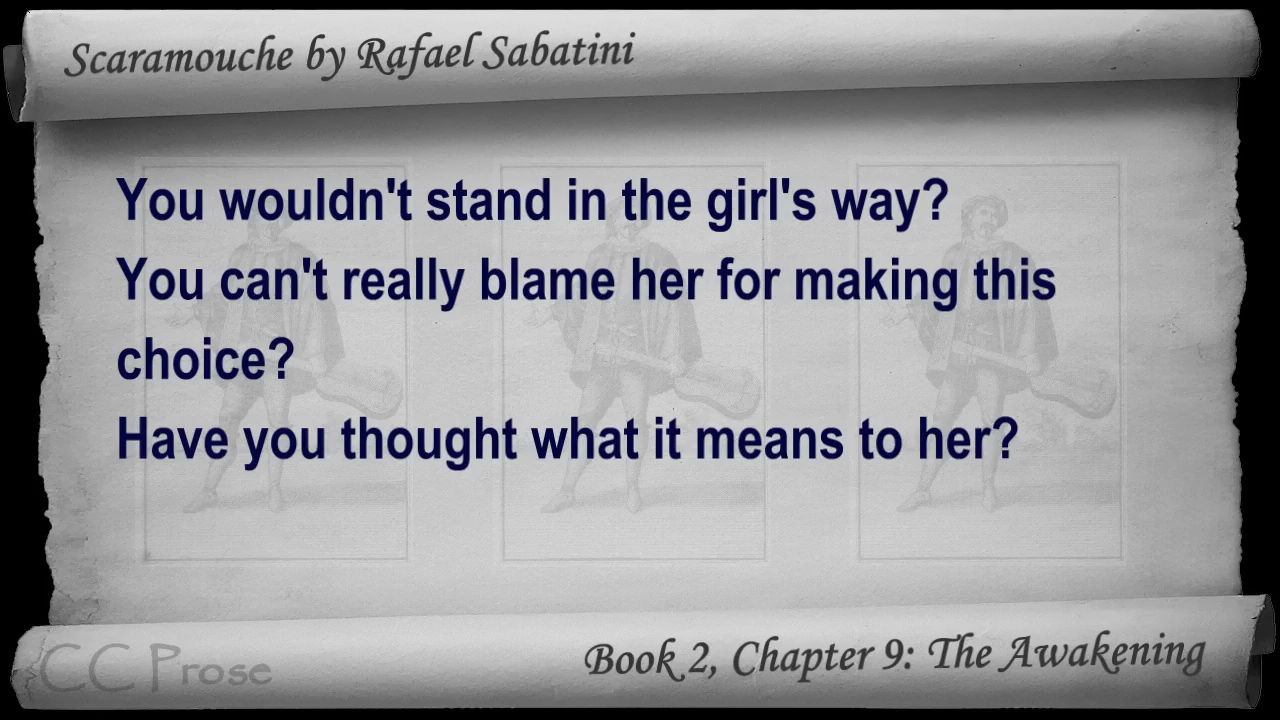 Scaramouche by Rafael Sabatini
You wouldn't stand in the girl's way?
You can't really blame her for making this
choice?
Have you thought what it means to her?
CC Prose
Book 2, Chapter 9: The Awakening